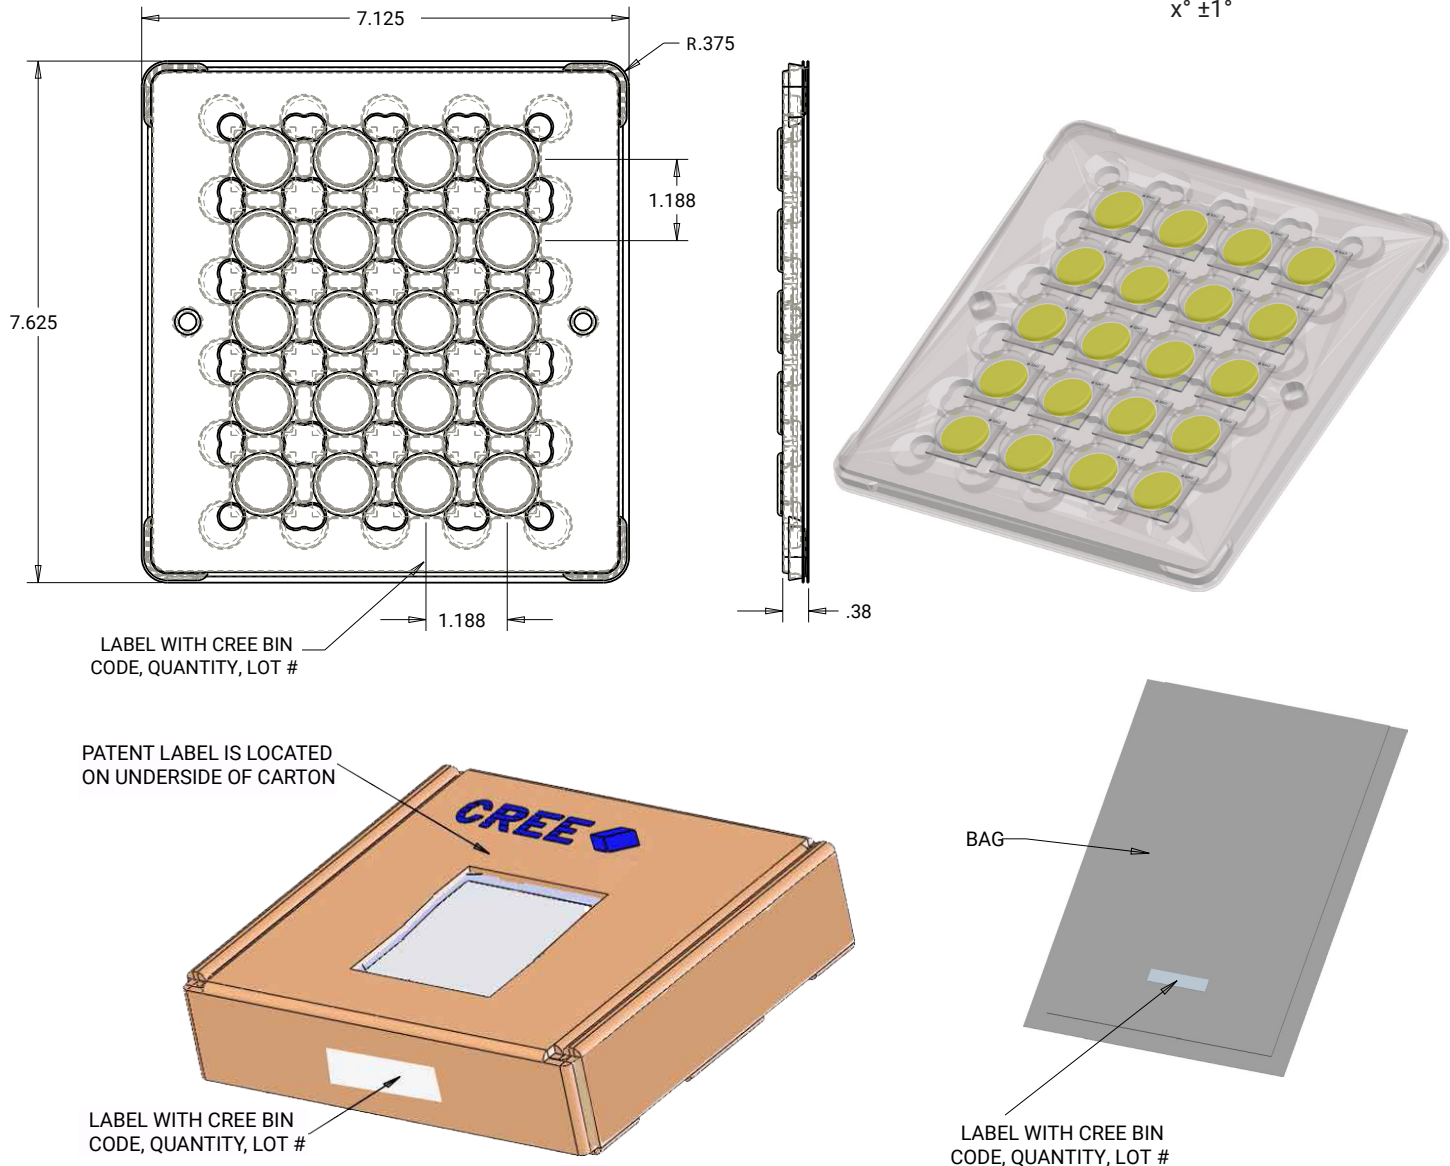 x° ±1°
7.125
R.375
1.188
7.625
1.188
.38
LABEL WITH CREE BIN
CODE, QUANTITY, LOT #
PATENT LABEL IS LOCATED
ON UNDERSIDE OF CARTON
CREE
BAG
LABEL WITH CREE BIN
CODE, QUANTITY, LOT #
LABEL WITH CREE BIN
CODE, QUANTITY, LOT #